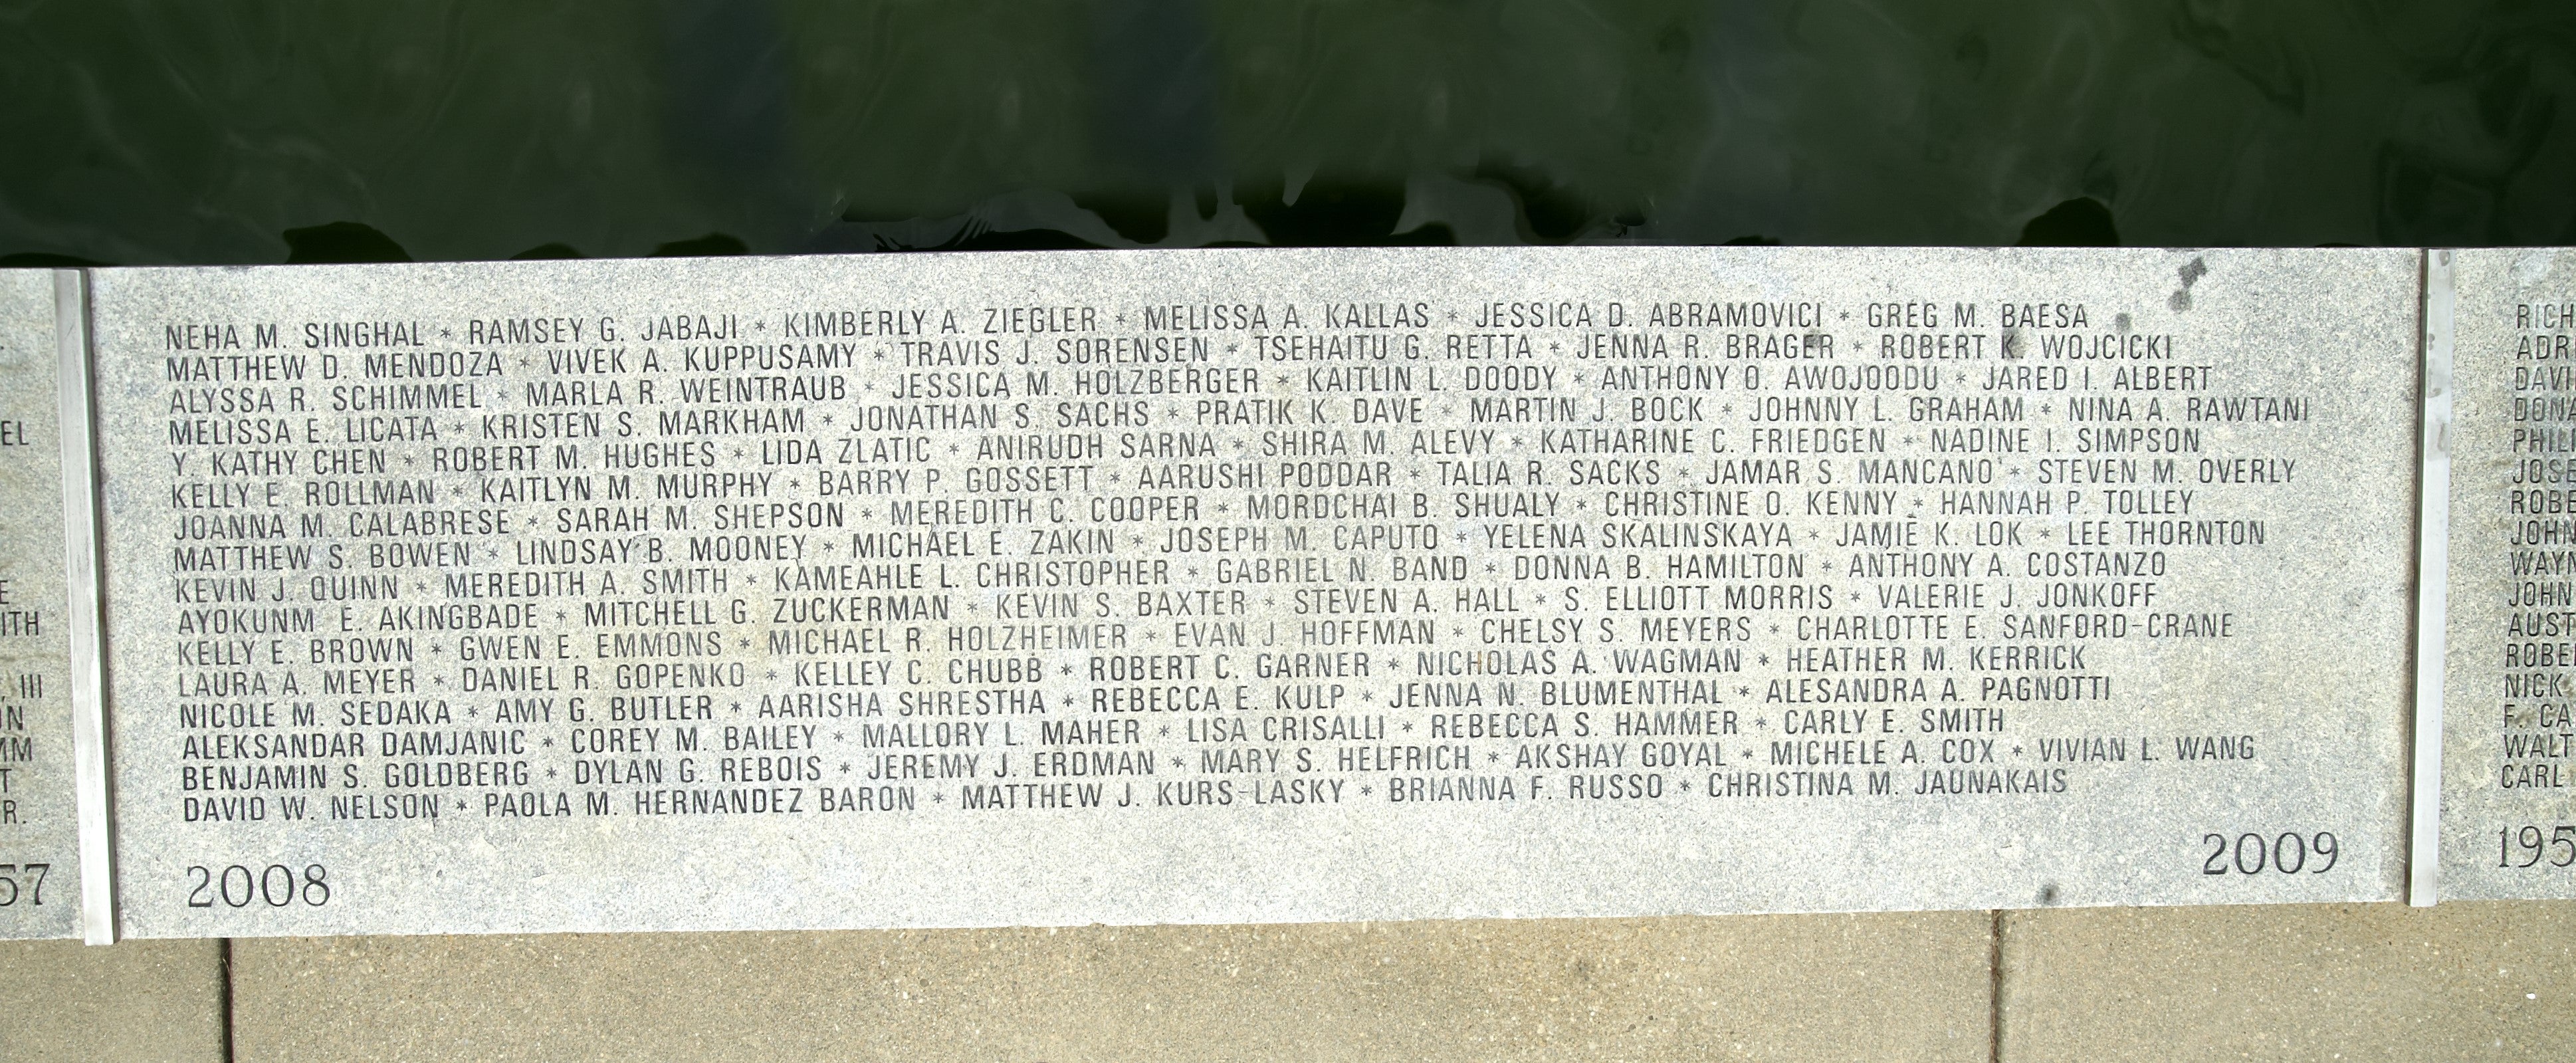 NEHA M. SINGHAL * RAMSEY G. JABAJI * KIMBERLY A. ZIEGLER * MELISSA A. KALLAS * JESSICA D. ABRAMOVICI * GREG M. BAESA
MATTHEW D. MENDOZA * VIVEK A. KUPPUSAMY * TRAVIS J. SORENSEN * TSEHAITU G. RETTA * JENNA R. BRAGER * ROBERT K. WOJCICKI
ALYSSA R. SCHIMMEL * MARLA R. WEINTRAUB * JESSICA M. HOLZBERGER * KAITLIN L. DOODY * ANTHONY O. AWOJOODU * JARED I. ALBERT
MELISSA E. LICATA * KRISTEN S. MARKHAM * JONATHAN S. SACHS * PRATIK K. DAVE * MARTIN J. BOCK * JOHNNY L. GRAHAM * NINA A. RAWTANI
Y. KATHY CHEN * ROBERT M. HUGHES * LIDA ZLATIC * ANIRUDH SARNA * SHIRA M. ALEVY * KATHARINE C. FRIEDGEN * NADINE I. SIMPSON
KELLY E. ROLLMAN * KAITLYN M. MURPHY * BARRY P. GOSSETT * AARUSHI PODDAR * TALIA R. SACKS * JAMAR S. MANCANO * STEVEN M. OVERLY
JOANNA M. CALABRESE * SARAH M. SHEPSON * MEREDITH C. COOPER * MORDCHAI B. SHUALY * CHRISTINE O. KENNY * HANNAH P. TOLLEY
MATTHEW S. BOWEN * LINDSAY B. MOONEY * MICHAEL E. ZAKIN * JOSEPH M. CAPUTO * YELENA SKALINSKAYA * JAMIE K. LOK * LEE THORNTON
KEVIN J. QUINN * MEREDITH A. SMITH * KAMEAHLE L. CHRISTOPHER * GABRIEL N. BAND * DONNA B. HAMILTON * ANTHONY A. COSTANZO
AYOKUNM E. AKINGBADE * MITCHELL G. ZUCKERMAN * KEVIN S. BAXTER * STEVEN A. HALL * S. ELLIOTT MORRIS * VALERIE J. JONKOFF
KELLY E. BROWN * GWEN E. EMMONS * MICHAEL R. HOLZHEIMER * EVAN J. HOFFMAN * CHELSY S. MEYERS * CHARLOTTE E. SANFORD-CRANE
LAURA A. MEYER * DANIEL R. GOPENKO * KELLEY C. CHUBB * ROBERT C. GARNER * NICHOLAS A. WAGMAN * HEATHER M. KERRICK
NICOLE M. SEDAKA * AMY G. BUTLER * AARISHA SHRESTHA * REBECCA E. KULP * JENNA N. BLUMENTHAL * ALESANDRA A. PAGNOTTI
ALEKSANDAR DAMJANIC * COREY M. BAILEY * MALLORY L. MAHER * LISA CRISALLI * REBECCA S. HAMMER * CARLY E. SMITH
BENJAMIN S. GOLDBERG * DYLAN G. REBOIS * JEREMY J. ERDMAN * MARY S. HELFRICH * AKSHAY GOYAL * MICHELE A. COX * VIVIAN L. WANG
DAVID W. NELSON * PAOLA M. HERNANDEZ BARON * MATTHEW J. KURS-LASKY * BRIANNA F. RUSSO * CHRISTINA M. JAUNAKAIS
2008 2009